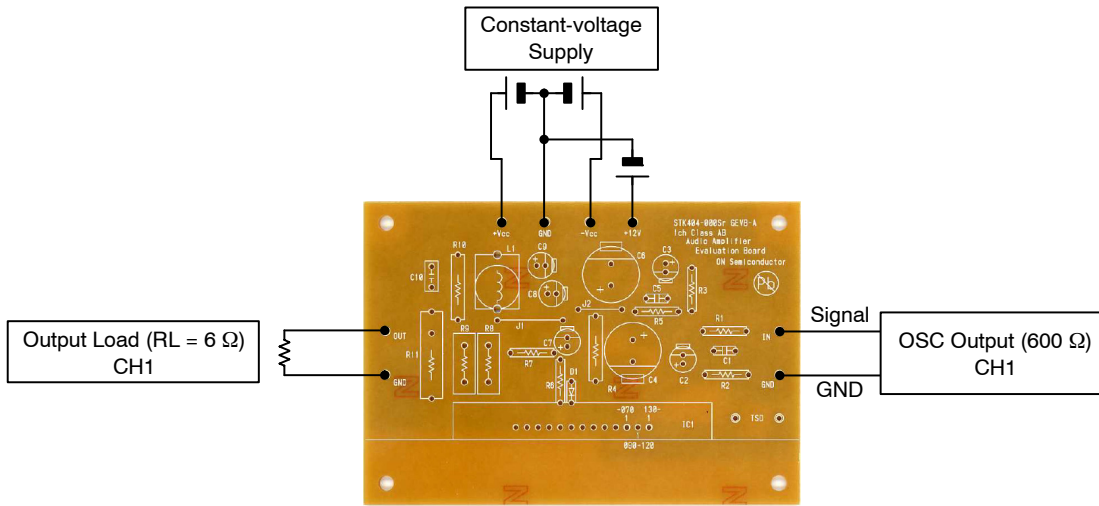 Constant-voltage
Supply
+Vcc
GND
-Vcc
+12V
STK404-000Sr GEVB-A
1ch Class AB
Audio Amplifier
Evaluation Board
ON Semiconductor
Pb
R10
L1
C9
C6
C3
C10
C8
C5
R3
J2
R5
J1
R1
OUT
IN
R9
R8
C7
R11
R7
C1
R6
D1
R4
C4
C2
R2
GND
GND
-070
130-
IC1
TSD
080-120
Output Load (RL = 6 Ω)
CH1
Signal
GND
OSC Output (600 Ω)
CH1